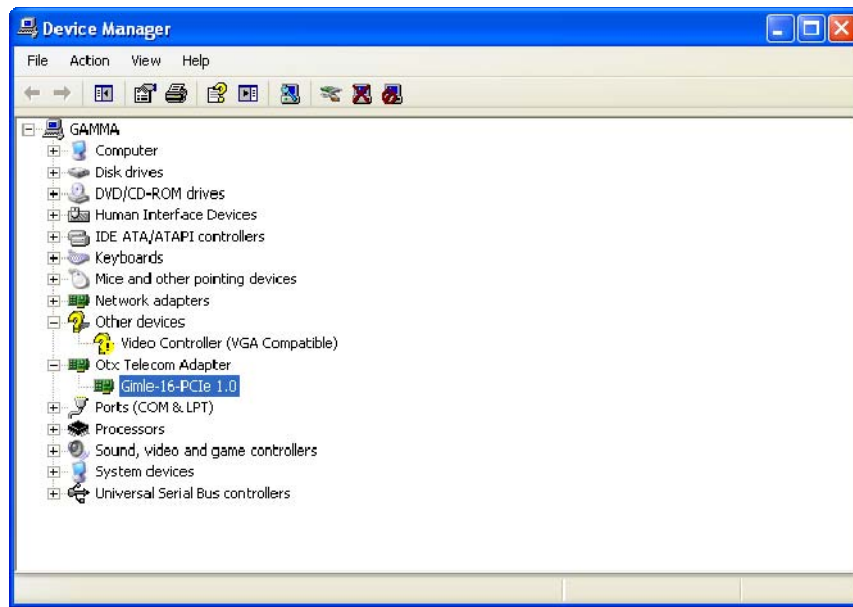 Device Manager
File Action View Help
GAMMA
Computer
Disk drives
DVD/CD-ROM drives
Human Interface Devices
IDE ATA/ATAPI controllers
Keyboards
Mice and other pointing devices
Network adapters
Other devices
Video Controller (VGA Compatible)
Otx Telecom Adapter
Gimle-16-PCIe 1.0
Ports (COM & LPT)
Processors
Sound, video and game controllers
System devices
Universal Serial Bus controllers